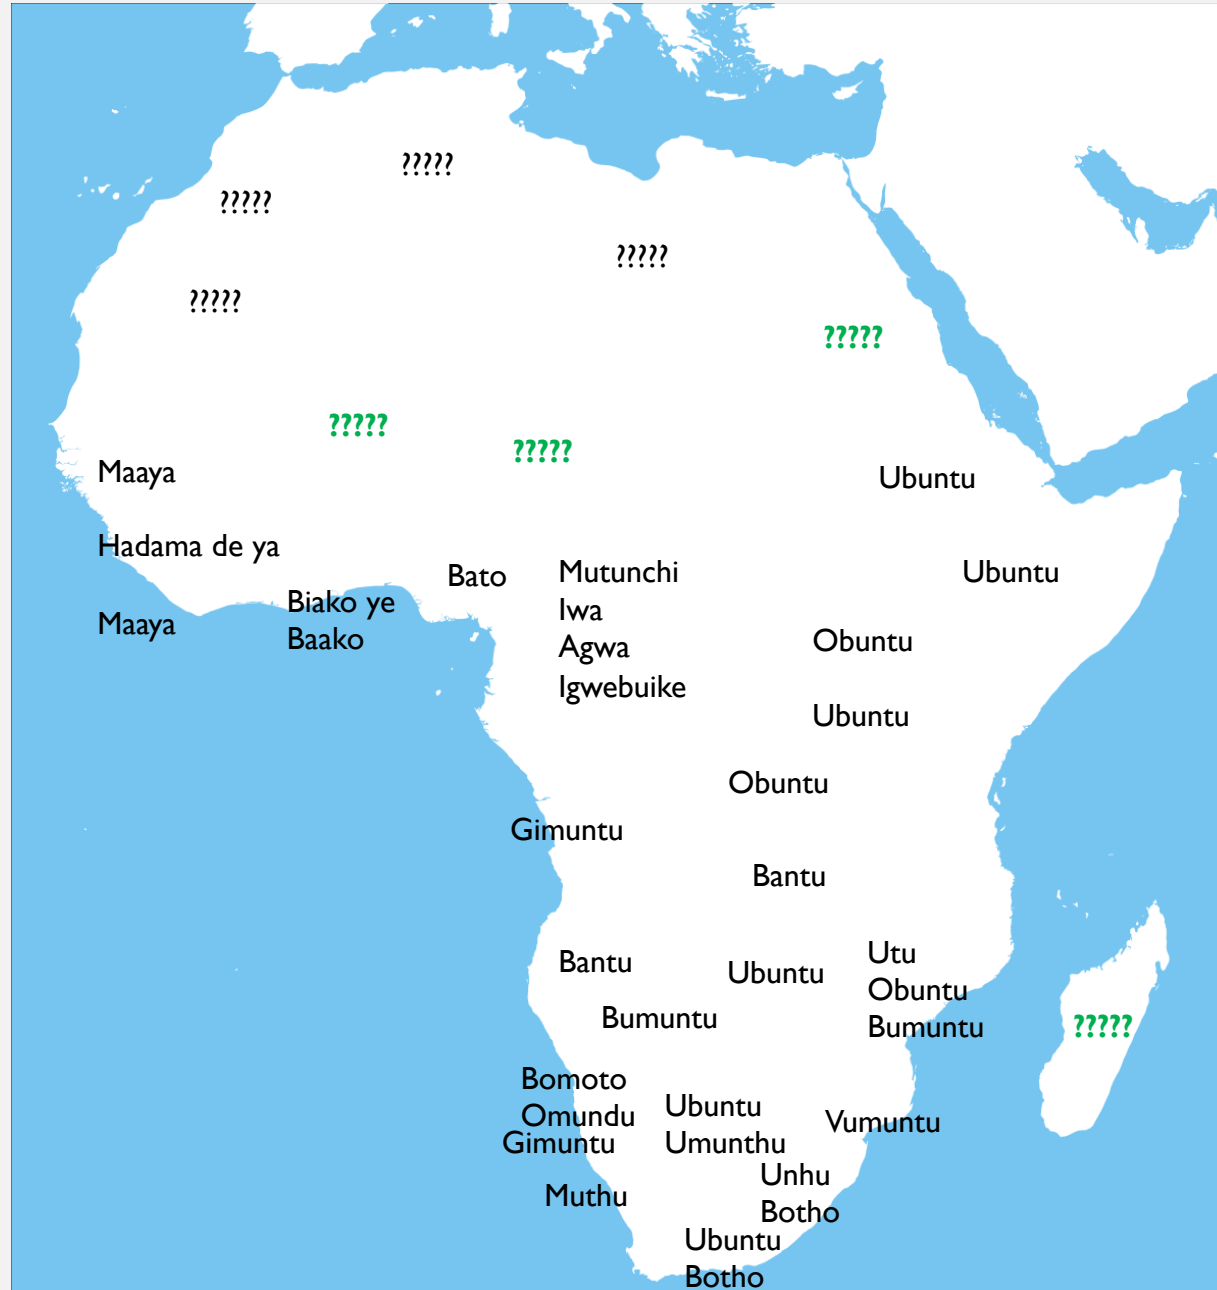 ?????
?????
?????
?????
?????
?????
?????
Maaya
Ubuntu
Hadama de ya
Bato
Mutunchi
Iwa
Agwa
Igwebuike
Ubuntu
Biako ye
Baako
Maaya
Obuntu
Ubuntu
Obuntu
Gimuntu
Bantu
Bantu
Ubuntu
Utu
Obuntu
Bumuntu
Bumuntu
?????
Bomoto
Omundu
Gimuntu
Ubuntu
Umunthu
Vumuntu
Muthu
Unhu
Botho
Ubuntu
Botho